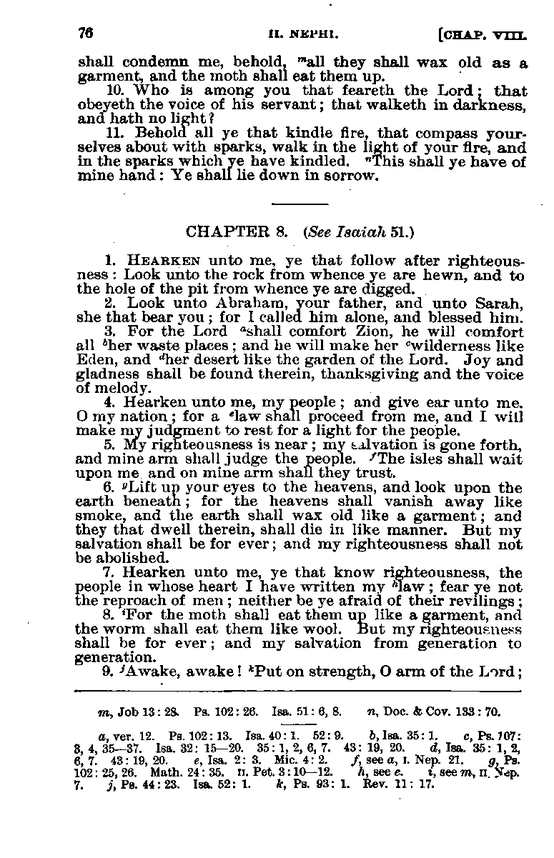 76 II. NEPHI. [CHAP. VIII.
shall condemn me, behold, ᵐall they shall wax old as a
garment, and the moth shall eat them up.
10. Who is among you that feareth the Lord; that
obeyeth the voice of his servant; that walketh in darkness,
and hath no light?
11. Behold all ye that kindle fire, that compass your-
selves about with sparks, walk in the light of your fire, and
in the sparks which ye have kindled. ⁿThis shall ye have of
mine hand: Ye shall lie down in sorrow.
CHAPTER 8. (See Isaiah 51.)
1. HEARKEN unto me, ye that follow after righteous-
ness: Look unto the rock from whence ye are hewn, and to
the hole of the pit from whence ye are digged.
2. Look unto Abraham, your father, and unto Sarah,
she that bear you; for I called him alone, and blessed him.
3. For the Lord ᵃshall comfort Zion, he will comfort
all ᵇher waste places; and he will make her ᶜwilderness like
Eden, and ᵈher desert like the garden of the Lord. Joy and
gladness shall be found therein, thanksgiving and the voice
of melody.
4. Hearken unto me, my people; and give ear unto me,
O my nation; for a ᵉlaw shall proceed from me, and I will
make my judgment to rest for a light for the people.
5. My righteousness is near; my salvation is gone forth,
and mine arm shall judge the people. ᶠThe isles shall wait
upon me and on mine arm shall they trust.
6. ᵍLift up your eyes to the heavens, and look upon the
earth beneath; for the heavens shall vanish away like
smoke, and the earth shall wax old like a garment; and
they that dwell therein, shall die in like manner. But my
salvation shall be for ever; and my righteousness shall not
be abolished.
7. Hearken unto me, ye that know righteousness, the
people in whose heart I have written my ʰlaw; fear ye not
the reproach of men; neither be ye afraid of their revilings;
8. ⁱFor the moth shall eat them up like a garment, and
the worm shall eat them like wool. But my righteousness
shall be for ever; and my salvation from generation to
generation.
9. ʲAwake, awake! ᵏPut on strength, O arm of the Lord;
m, Job 13: 28. Ps. 102: 26. Isa. 51: 6, 8. n, Doc. & Cov. 133: 70.
a, ver. 12. Ps. 102: 13. Isa. 40: 1. 52: 9. b, Isa. 35: 1. c, Ps. 107:
3, 4, 35—37. Isa. 32: 15—20. 35: 1, 2, 6, 7. 43: 19, 20. d, Isa. 35: 1, 2,
6, 7. 43: 19, 20. e, Isa. 2: 3. Mic. 4: 2. f, see a, I. Nep. 21. g, Ps.
102: 25, 26. Math. 24: 35. II. Pet. 3: 10—12. h, see e. i, see m, II. Nep.
7. j, Ps. 44: 23. Isa. 52: 1. k, Ps. 93: 1. Rev. 11: 17.